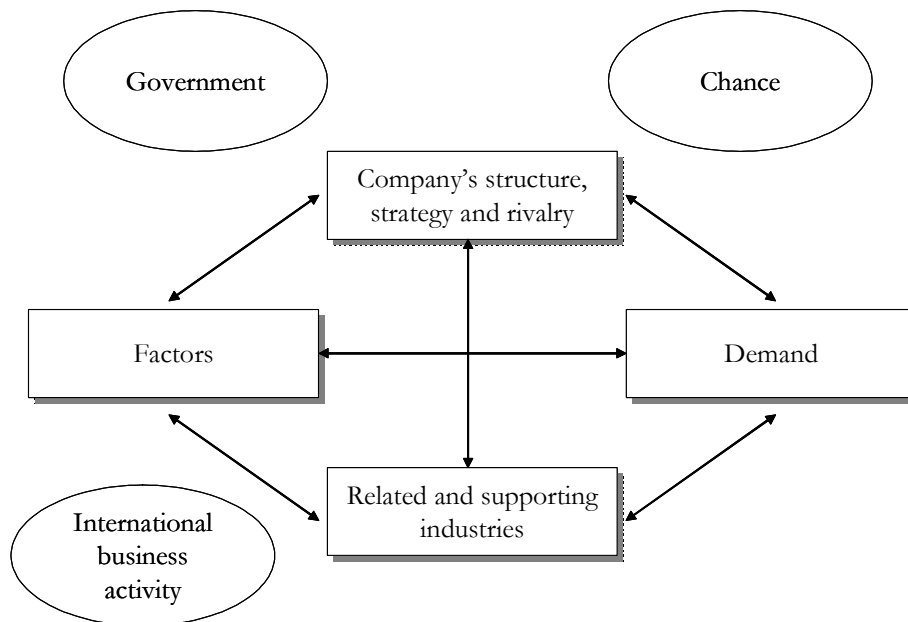 Government
Chance
Company's structure,
strategy and rivalry
Factors
Demand
Related and supporting
industries
International
business
activity